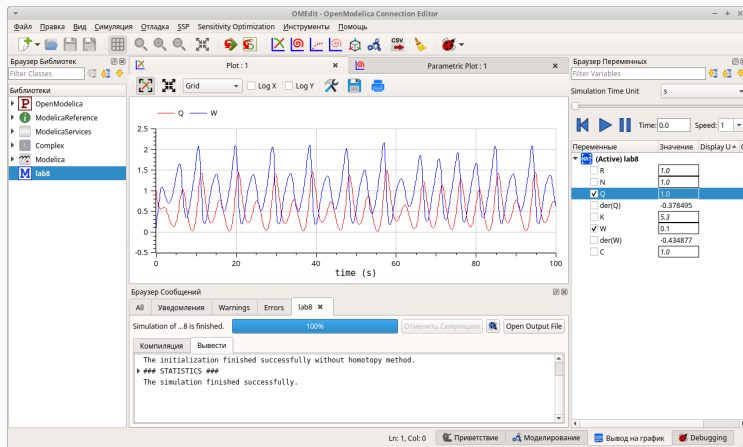 OMEdit - OpenModelica Connection Editor
Файл Правка Вид Симуляция Отладка SSP Sensitivity Optimization Инструменты Помощь
CSV
Браузер Библиотек
Filter Classes
Библиотеки
P OpenModelica
i ModelicaReference
ModelicaServices
C Complex
Modelica
M lab8
Plot : 1
Parametric Plot : 1
Grid
Log X
Log Y
Q W
2.5
2
1.5
1
0.5
0
-0.5
0 20 40 60 80 100
time (s)
Браузер Сообщений
All Уведомления Warnings Errors lab8
Simulation of ...8 is finished. 100% Отменить Симуляцию Open Output File
Компиляция Вывести
The initialization finished successfully without homotopy method.
### STATISTICS ###
The simulation finished successfully.
Браузер Переменных
Filter Variables
Simulation Time Unit s
Time: 0.0 Speed: 1
Переменные Значение Display U
(Active) lab8
R 1.0
N 1.0
Q 1.0
der(Q) -0.378495
K 5.3
W 0.1
der(W) -0.434877
C 1.0
Ln: 1, Col: 0 Приветствие Моделирование Вывод на график Debugging